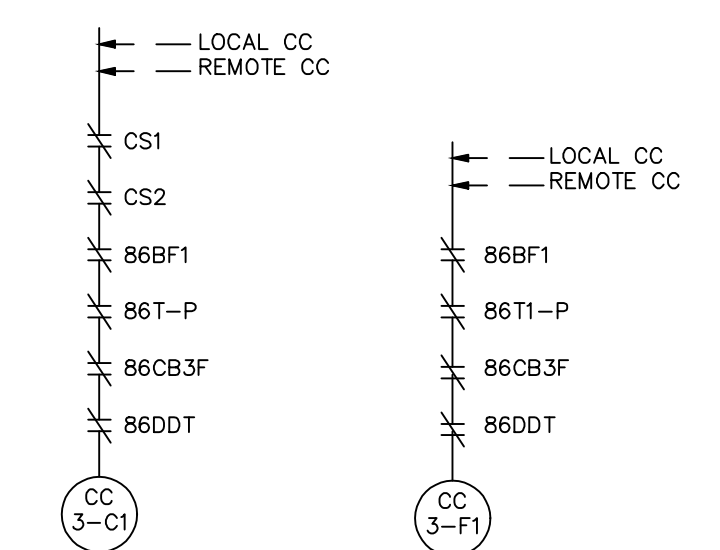 LOCAL CC
REMOTE CC
CS1
CS2
86BF1
86T-P
86CB3F
86DDT
CC
3-C1
LOCAL CC
REMOTE CC
86BF1
86T1-P
86CB3F
86DDT
CC
3-F1